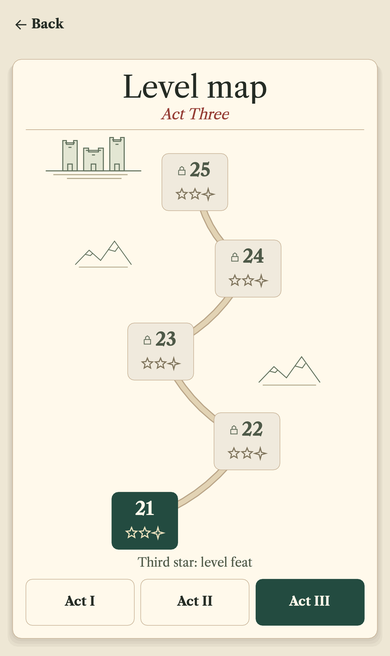 ← Back
Level map
Act Three
25
24
23
22
21
Third star: level feat
Act I
Act II
Act III